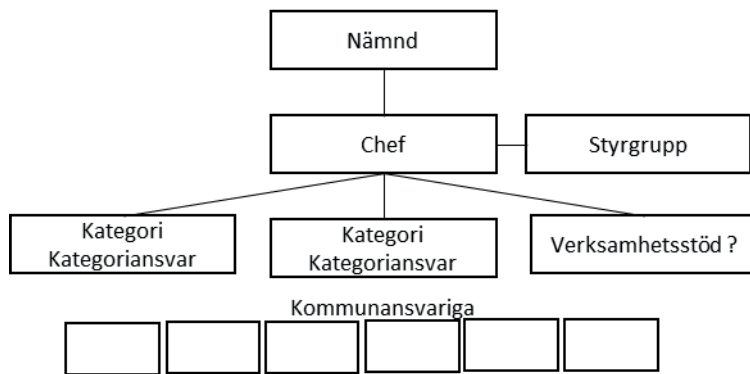 Nämnd
Chef
Styrgrupp
Kategori
Kategoriansvar
Kategori
Kategoriansvar
Verksamhetsstöd ?
Kommunansvariga